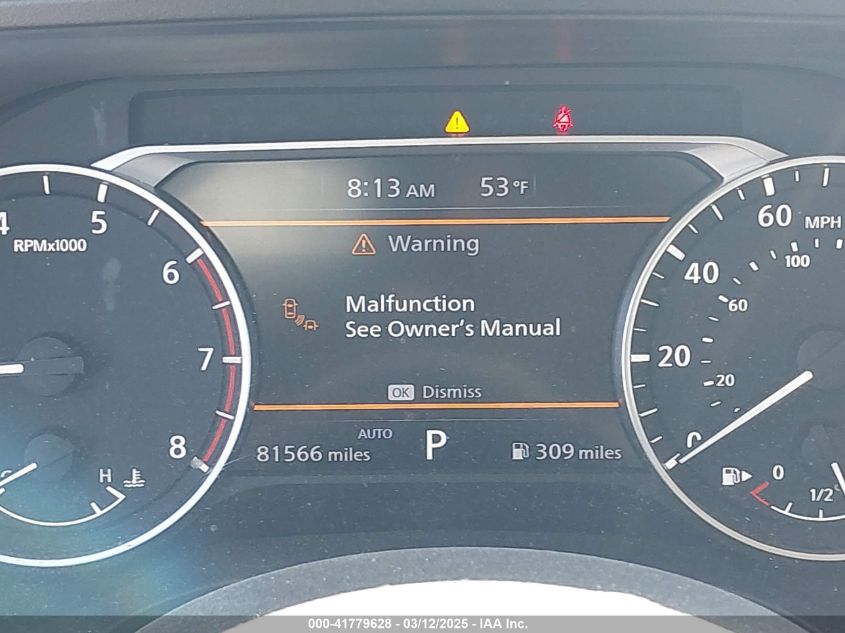 8:13 AM 53°F
4 5 6 7 8
RPMx1000
Warning
Malfunction
See Owner's Manual
OK Dismiss
81566 miles
AUTO
P
309 miles
H
0 20 40 60
MPH
20 60 100
0 1/2
000-41779628 - 03/12/2025 - IAA Inc.